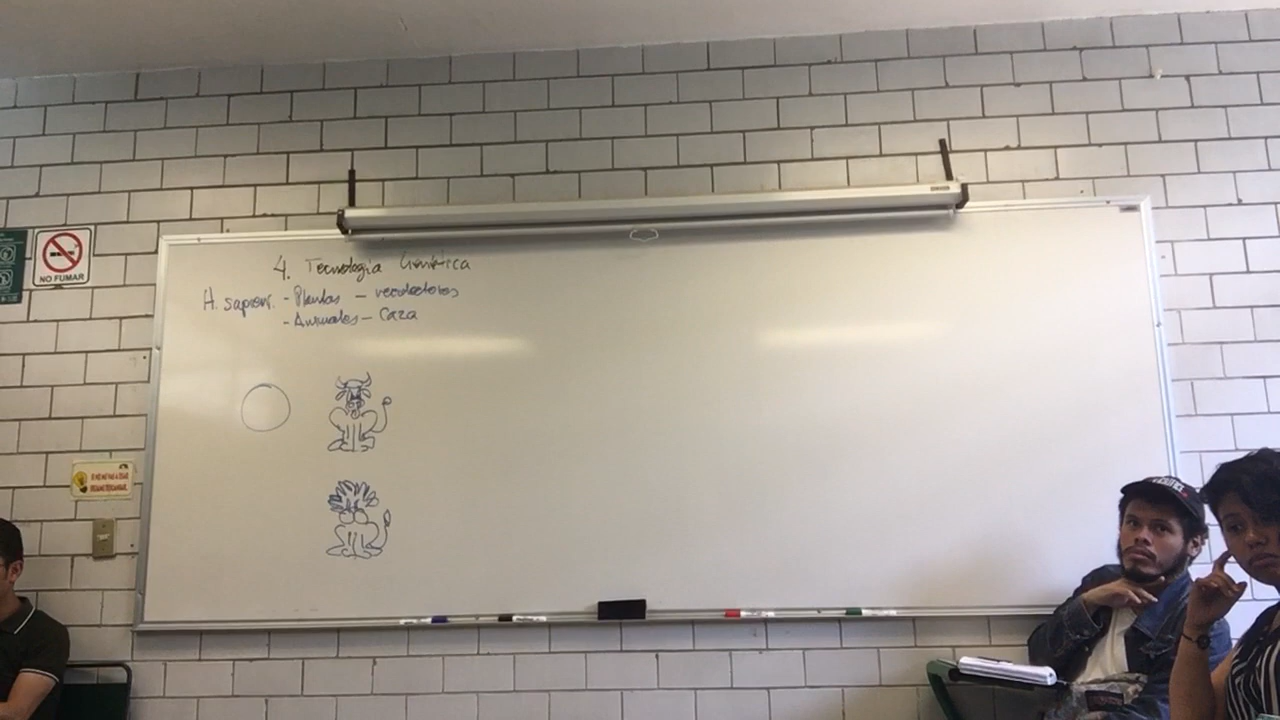 4. Tecnología Genética
H. sapiens. - Plantas - recolectores
- Animales - Caza
NO FUMAR